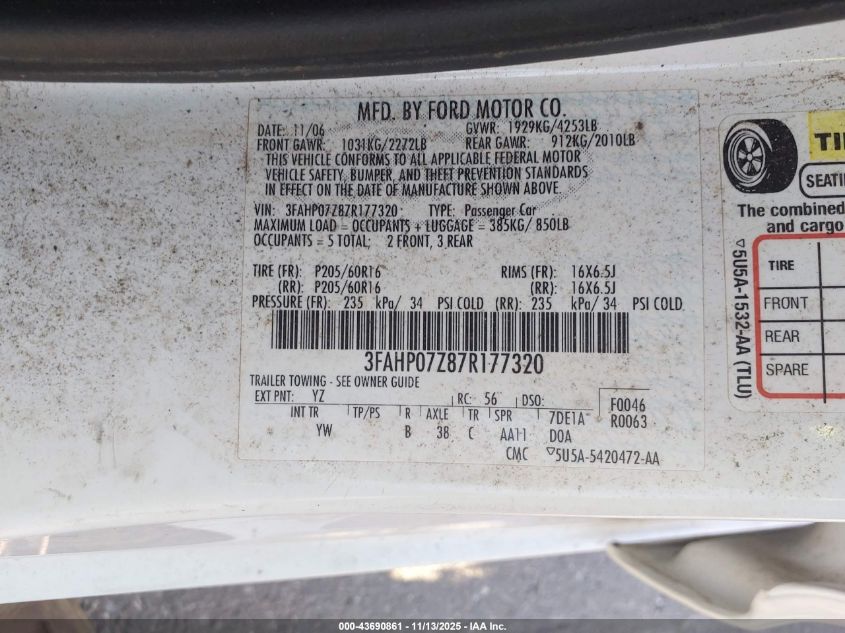 MFD. BY FORD MOTOR CO.
DATE: 11/06 GVWR: 1929KG/4253LB
FRONT GAWR: 1031KG/2272LB REAR GAWR: 912KG/2010LB
THIS VEHICLE CONFORMS TO ALL APPLICABLE FEDERAL MOTOR
VEHICLE SAFETY, BUMPER, AND THEFT PREVENTION STANDARDS
IN EFFECT ON THE DATE OF MANUFACTURE SHOWN ABOVE.
VIN: 3FAHP07Z87R177320 TYPE: Passenger Car
MAXIMUM LOAD = OCCUPANTS + LUGGAGE = 385KG/ 850LB
OCCUPANTS = 5 TOTAL; 2 FRONT, 3 REAR
TIRE (FR): P205/60R16 RIMS (FR): 16X6.5J
(RR): P205/60R16 (RR): 16X6.5J
PRESSURE (FR): 235 kPa/ 34 PSI COLD (RR): 235 kPa/ 34 PSI COLD
3FAHP07Z87R177320
TRAILER TOWING - SEE OWNER GUIDE
EXT PNT: YZ RC: 56 DSO: F0046
INT TR TP/PS R AXLE TR SPR 7DE1A R0063
YW B 38 C AA11 DOA
CMC ▽5U5A-5420472-AA
▽5U5A-1532-AA (TLU)
SEATI
The combined
and cargo
TIRE
FRONT
REAR
SPARE
000-43690861 | 11/13/2025 | IAA Inc.